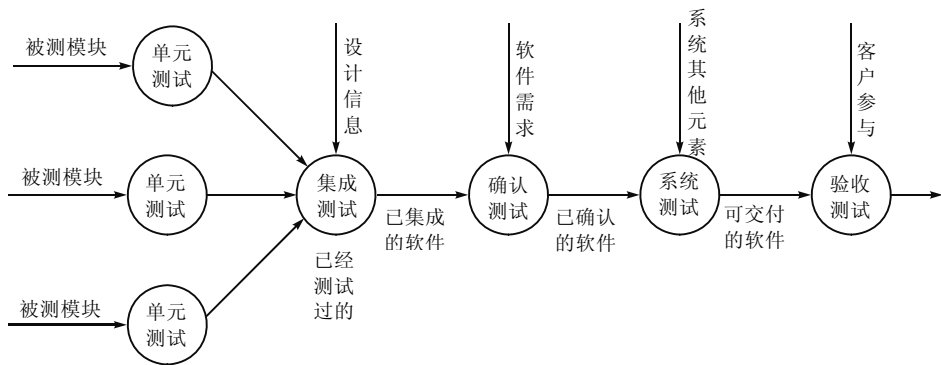 被测模块
单元
测试
被测模块
单元
测试
被测模块
单元
测试
设计信息
集成
测试
已经
测试
过的
已集成
的软件
软件需求
确认
测试
已确认
的软件
系统其他元素
系统
测试
可交付
的软件
客户参与
验收
测试